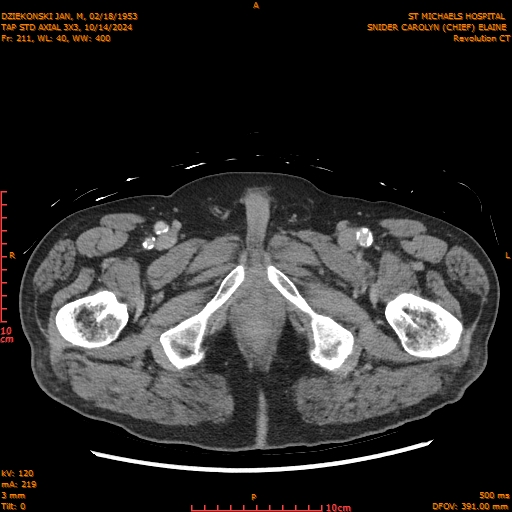 A
DZIEKONSKI JAN, M, 02/18/1953
TAP STD AXIAL 3X3, 10/14/2024
Fr: 211, WL: 40, WW: 400
ST MICHAELS HOSPITAL
SNIDER CAROLYN (CHIEF) ELAINE
Revolution CT
R
L
10
cm
kV: 120
mA: 219
3 mm
Tilt: 0
P
10cm
500 ms
DFOV: 391.00 mm